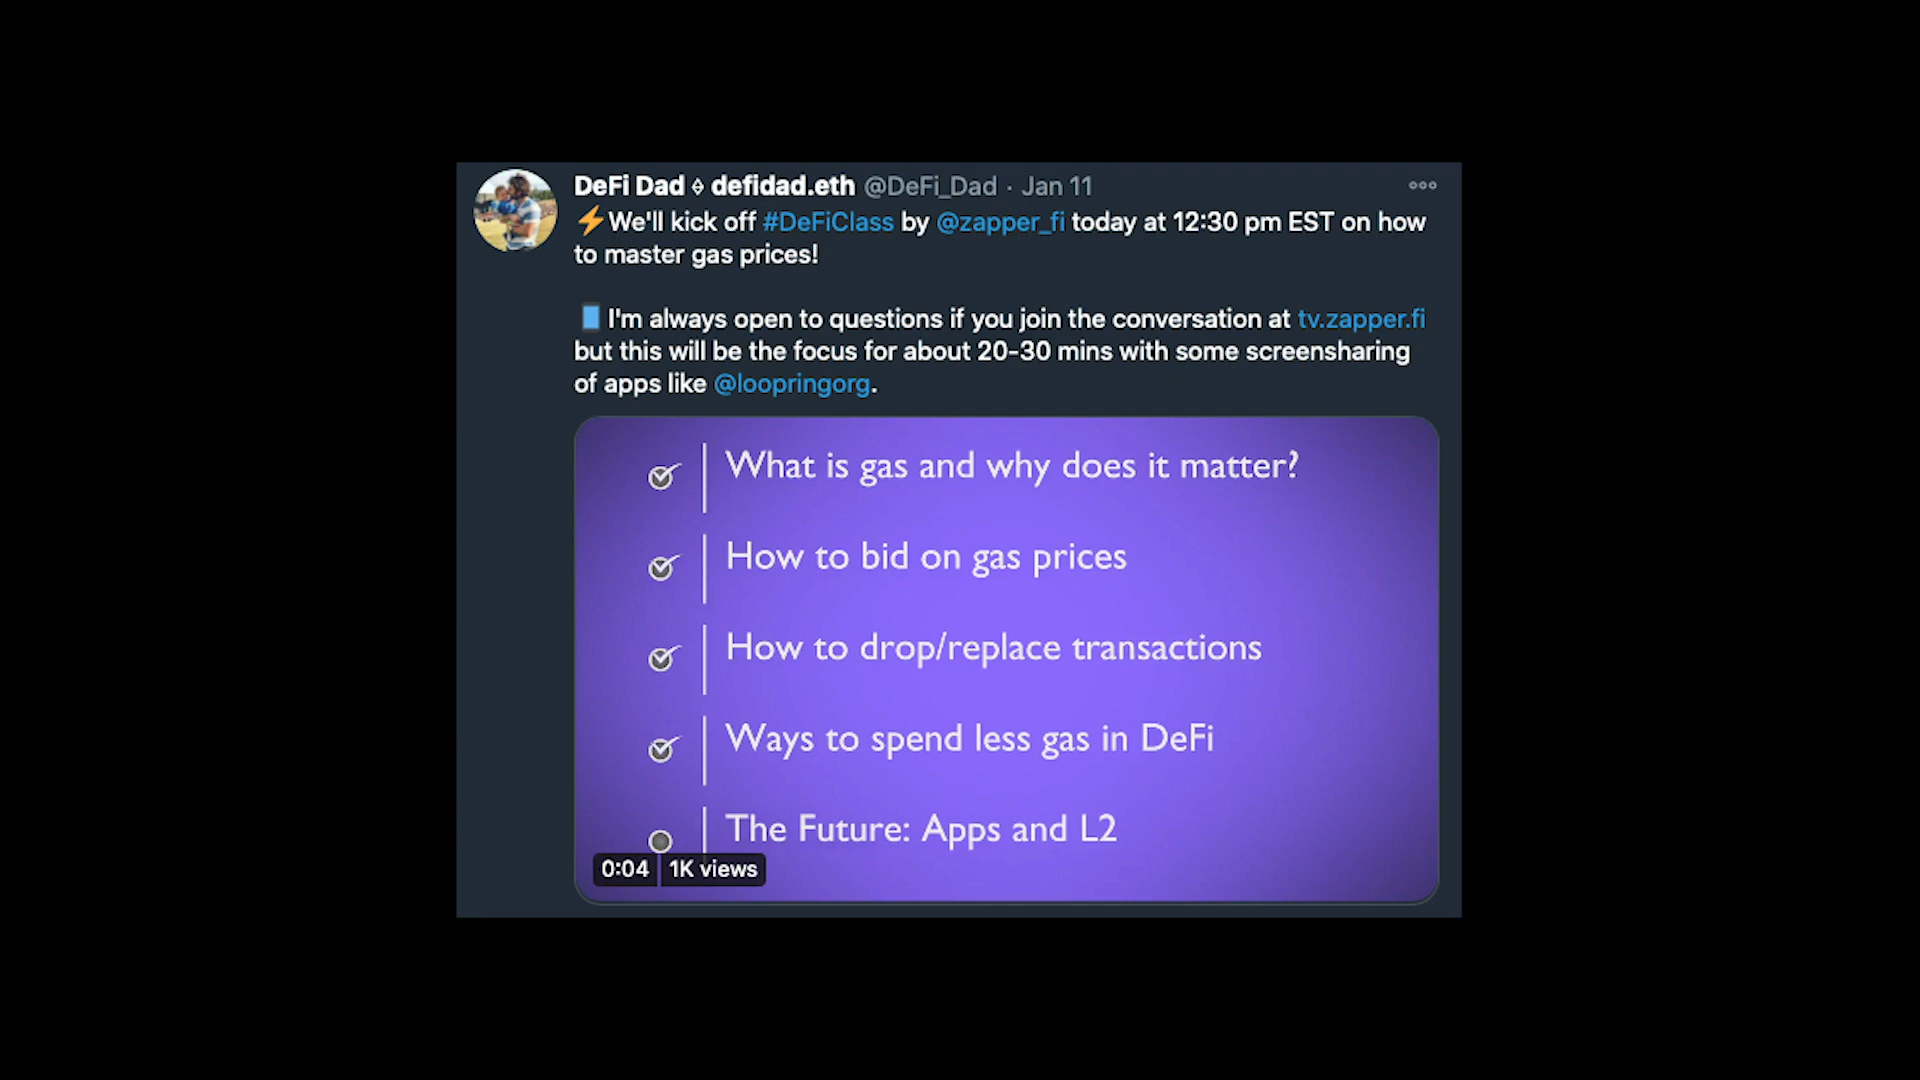 DeFi Dad ⟠ defidad.eth @DeFi_Dad · Jan 11
⚡We'll kick off #DeFiClass by @zapper_fi today at 12:30 pm EST on how
to master gas prices!
📘I'm always open to questions if you join the conversation at tv.zapper.fi
but this will be the focus for about 20-30 mins with some screensharing
of apps like @loopringorg.
What is gas and why does it matter?
How to bid on gas prices
How to drop/replace transactions
Ways to spend less gas in DeFi
The Future: Apps and L2
0:04 1K views